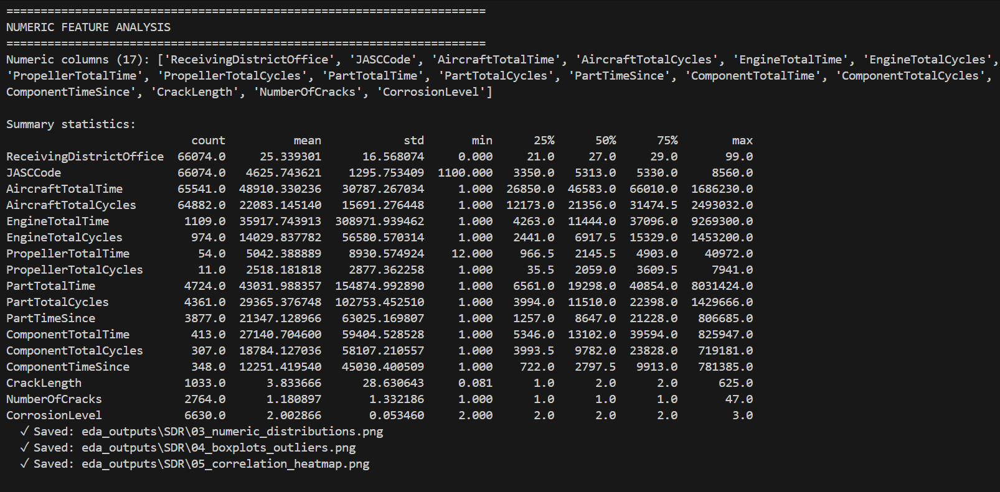 ======================================================================
NUMERIC FEATURE ANALYSIS
======================================================================
Numeric columns (17): ['ReceivingDistrictOffice', 'JASCCode', 'AircraftTotalTime', 'AircraftTotalCycles', 'EngineTotalTime', 'EngineTotalCycles',
'PropellerTotalTime', 'PropellerTotalCycles', 'PartTotalTime', 'PartTotalCycles', 'PartTimeSince', 'ComponentTotalTime', 'ComponentTotalCycles',
ComponentTimeSince', 'CrackLength', 'NumberOfCracks', 'CorrosionLevel']

Summary statistics:
                           count          mean            std       min      25%      50%      75%        max
ReceivingDistrictOffice  66074.0     25.339301      16.568074     0.000     21.0     27.0     29.0       99.0
JASCCode                 66074.0   4625.743621    1295.753409  1100.000   3350.0   5313.0   5330.0     8560.0
AircraftTotalTime        65541.0  48910.330236   30787.267034     1.000  26850.0  46583.0  66010.0  1686230.0
AircraftTotalCycles      64882.0  22083.145140   15691.276448     1.000  12173.0  21356.0  31474.5  2493032.0
EngineTotalTime           1109.0  35917.743913  308971.939462     1.000   4263.0  11444.0  37096.0  9269300.0
EngineTotalCycles          974.0  14029.837782   56580.570314     1.000   2441.0   6917.5  15329.0  1453200.0
PropellerTotalTime          54.0   5042.388889    8930.574924    12.000    966.5   2145.5   4903.0    40972.0
PropellerTotalCycles        11.0   2518.181818    2877.362258     1.000     35.5   2059.0   3609.5     7941.0
PartTotalTime             4724.0  43031.988357  154874.992890     1.000   6561.0  19298.0  40854.0  8031424.0
PartTotalCycles           4361.0  29365.376748  102753.452510     1.000   3994.0  11510.0  22398.0  1429666.0
PartTimeSince             3877.0  21347.128966   63025.169807     1.000   1257.0   8647.0  21228.0   806685.0
ComponentTotalTime         413.0  27140.704600   59404.528528     1.000   5346.0  13102.0  39594.0   825947.0
ComponentTotalCycles       307.0  18784.127036   58107.210557     1.000   3993.5   9782.0  23828.0   719181.0
ComponentTimeSince         348.0  12251.419540   45030.400509     1.000    722.0   2797.5   9913.0   781385.0
CrackLength               1033.0      3.833666      28.630643     0.081      1.0      2.0      2.0      625.0
NumberOfCracks            2764.0      1.180897       1.332186     1.000      1.0      1.0      1.0       47.0
CorrosionLevel            6630.0      2.002866       0.053460     2.000      2.0      2.0      2.0        3.0
  ✓ Saved: eda_outputs\SDR\03_numeric_distributions.png
  ✓ Saved: eda_outputs\SDR\04_boxplots_outliers.png
  ✓ Saved: eda_outputs\SDR\05_correlation_heatmap.png